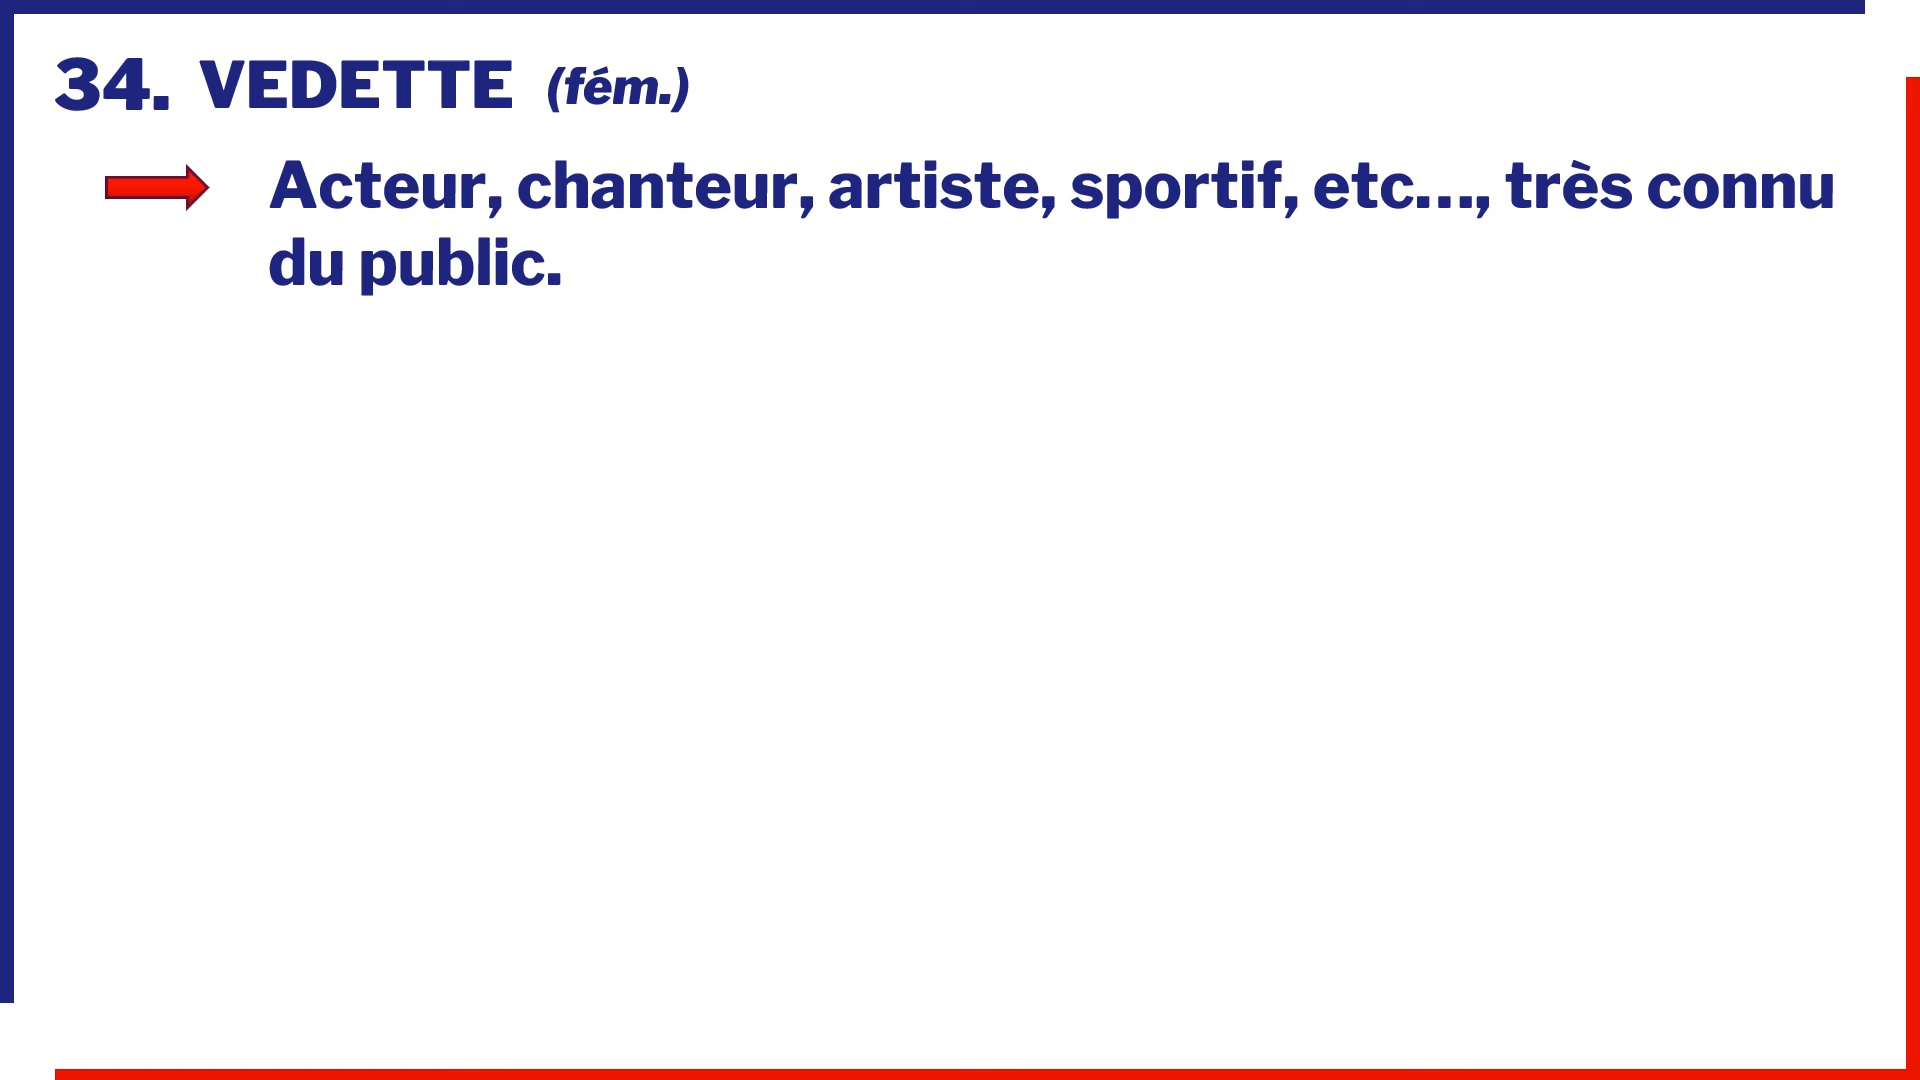 34. VEDETTE (fém.)
Acteur, chanteur, artiste, sportif, etc..., très connu
du public.